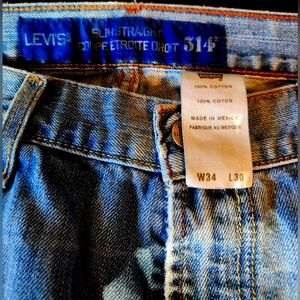 LEVI'S
SLIM STRAIGHT
COUPE ETROITE DROIT
514
100% COTTON
100% COTON
MADE IN MEXICO
FABRIQUE AU MEXIQUE
W34 L30